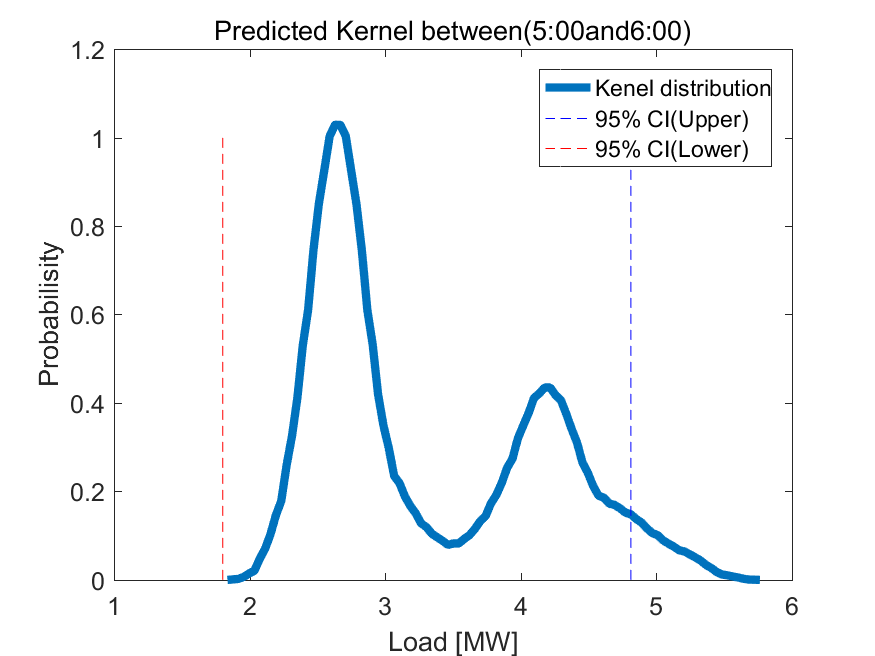 Predicted Kernel between(5:00and6:00)
1.2
1
0.8
0.6
0.4
0.2
0
Probabilisity
Kenel distribution
95% CI(Upper)
95% CI(Lower)
1 2 3 4 5 6
Load [MW]